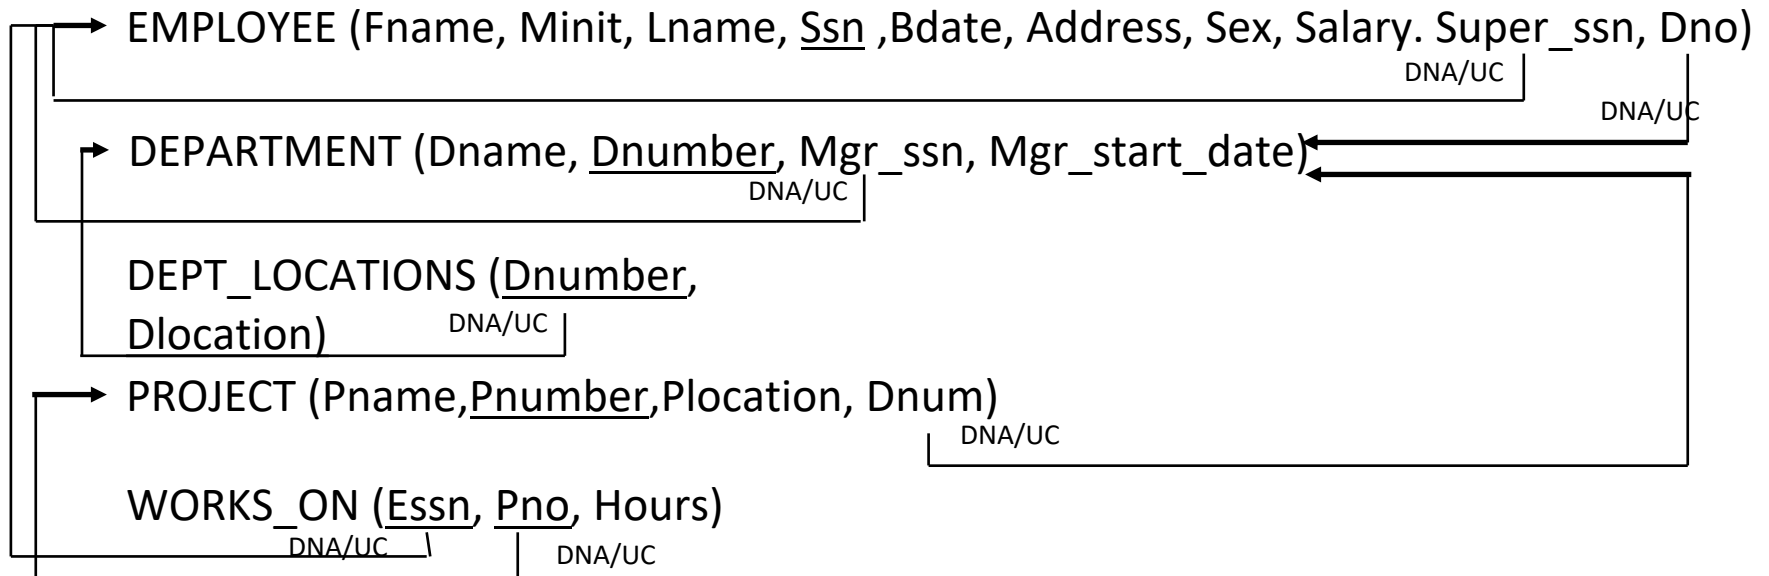 EMPLOYEE (Fname, Minit, Lname, Ssn ,Bdate, Address, Sex, Salary. Super_ssn, Dno)
DNA/UC
DNA/UC
DEPARTMENT (Dname, Dnumber, Mgr_ssn, Mgr_start_date)
DNA/UC
DEPT_LOCATIONS (Dnumber,
Dlocation)
DNA/UC
PROJECT (Pname,Pnumber,Plocation, Dnum)
DNA/UC
WORKS_ON (Essn, Pno, Hours)
DNA/UC
DNA/UC